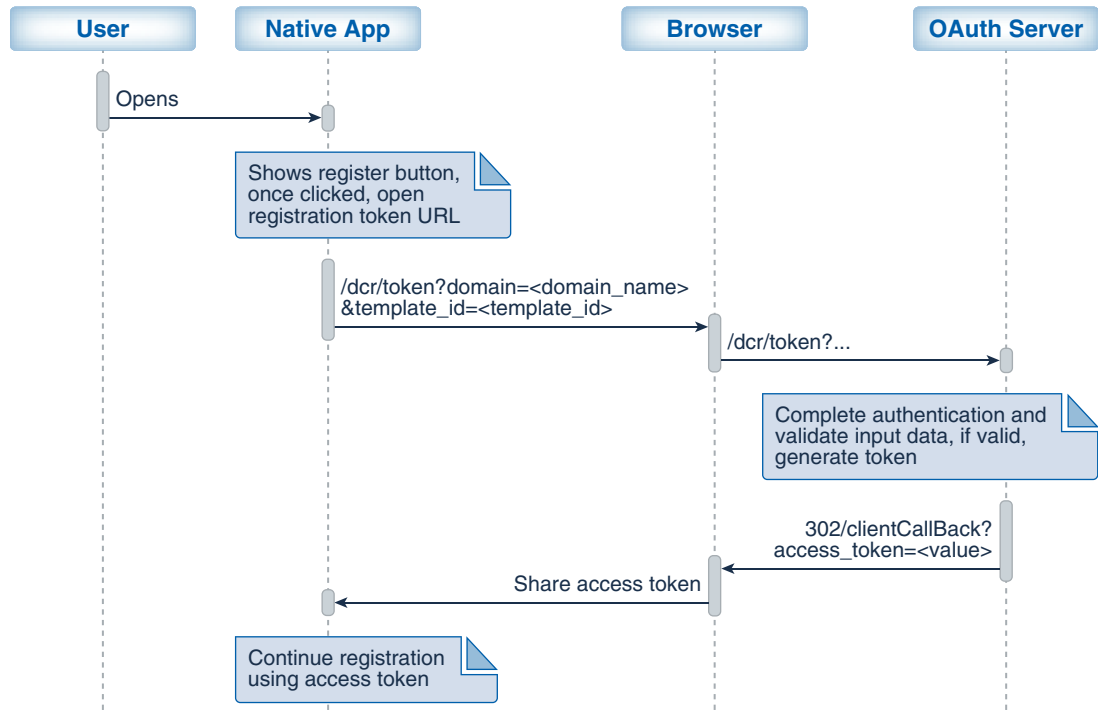 User
Native App
Browser
OAuth Server
Opens
Shows register button,
once clicked, open
registration token URL
/dcr/token?domain=<domain_name>
&template_id=<template_id>
/dcr/token?...
Complete authentication and
validate input data, if valid,
generate token
302/clientCallBack?
access_token=<value>
Share access token
Continue registration
using access token